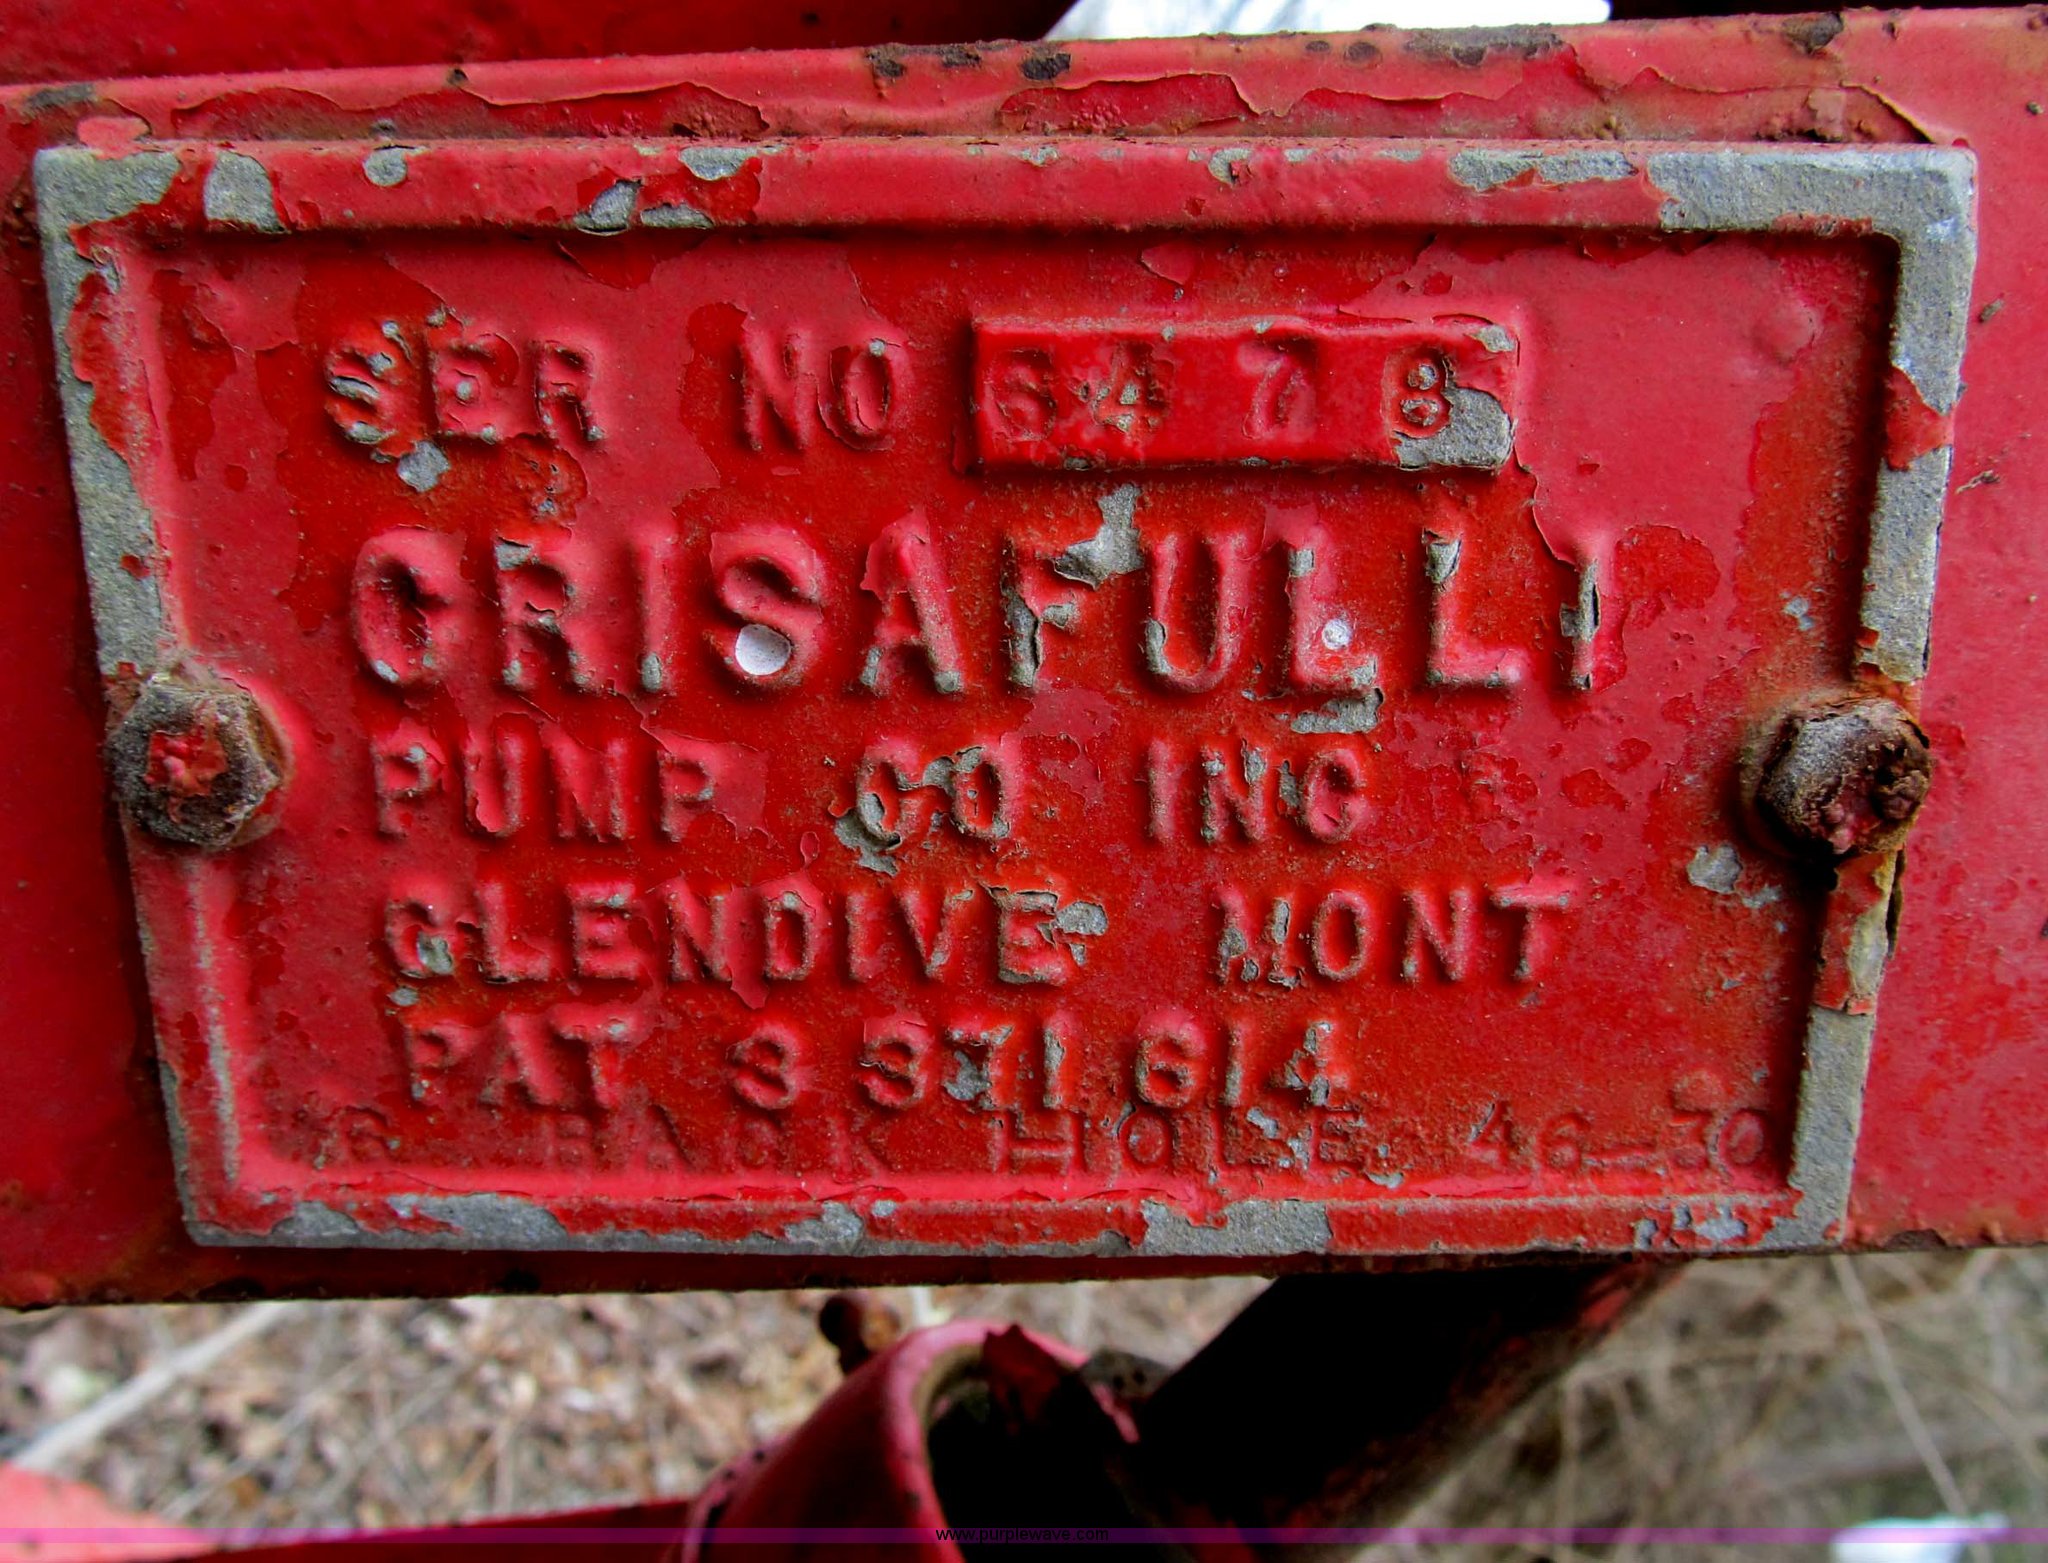 SER NO 6478
CRISAFULLI
PUMP CO INC
GLENDIVE MONT
PAT 3 371 614
BACK HOLE 46-30
www.purplewave.com